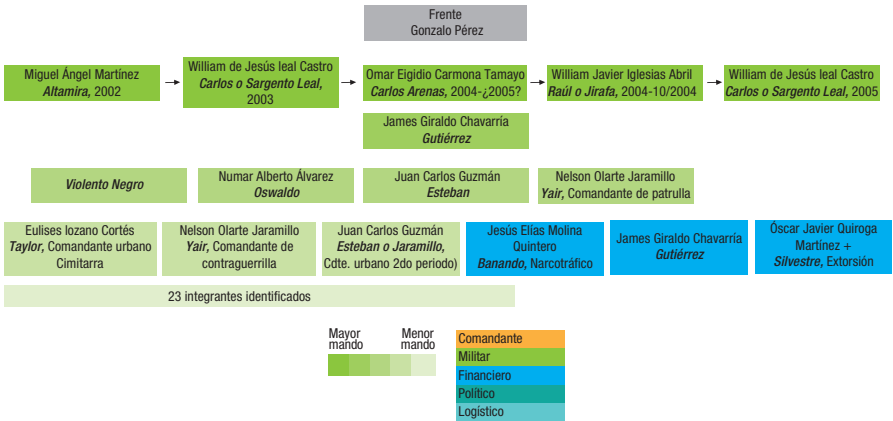 Frente
Gonzalo Pérez
Miguel Ángel Martínez
Altamira, 2002
William de Jesús leal Castro
Carlos o Sargento Leal,
2003
Omar Eigidio Carmona Tamayo
Carlos Arenas, 2004-¿2005?
William Javier Iglesias Abril
Raúl o Jirafa, 2004-10/2004
William de Jesús leal Castro
Carlos o Sargento Leal, 2005
James Giraldo Chavarría
Gutiérrez
Violento Negro
Numar Alberto Álvarez
Oswaldo
Juan Carlos Guzmán
Esteban
Nelson Olarte Jaramillo
Yair, Comandante de patrulla
Eulises lozano Cortés
Taylor, Comandante urbano
Cimitarra
Nelson Olarte Jaramillo
Yair, Comandante de
contraguerrilla
Juan Carlos Guzmán
Esteban o Jaramillo,
Cdte. urbano 2do periodo)
Jesús Elías Molina
Quintero
Banando, Narcotráfico
James Giraldo Chavarría
Gutiérrez
Óscar Javier Quiroga
Martínez +
Silvestre, Extorsión
23 integrantes identificados
Mayor
mando
Menor
mando
Comandante
Militar
Financiero
Político
Logístico